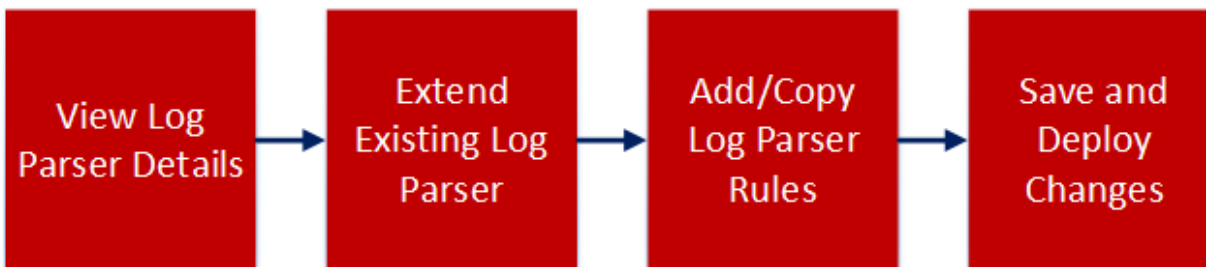 View Log
Parser Details
Extend
Existing Log
Parser
Add/Copy
Log Parser
Rules
Save and
Deploy
Changes